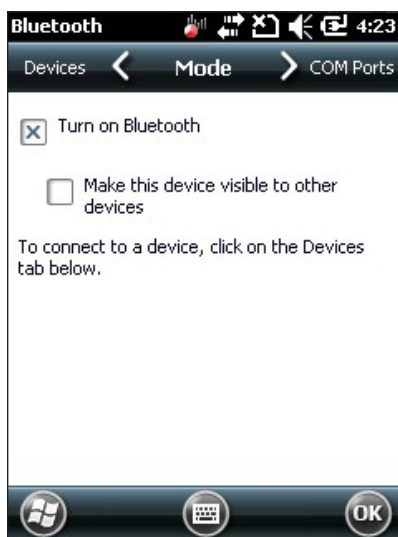 Bluetooth 4:23
Devices Mode COM Ports
Turn on Bluetooth
Make this device visible to other
devices
To connect to a device, click on the Devices
tab below.
OK